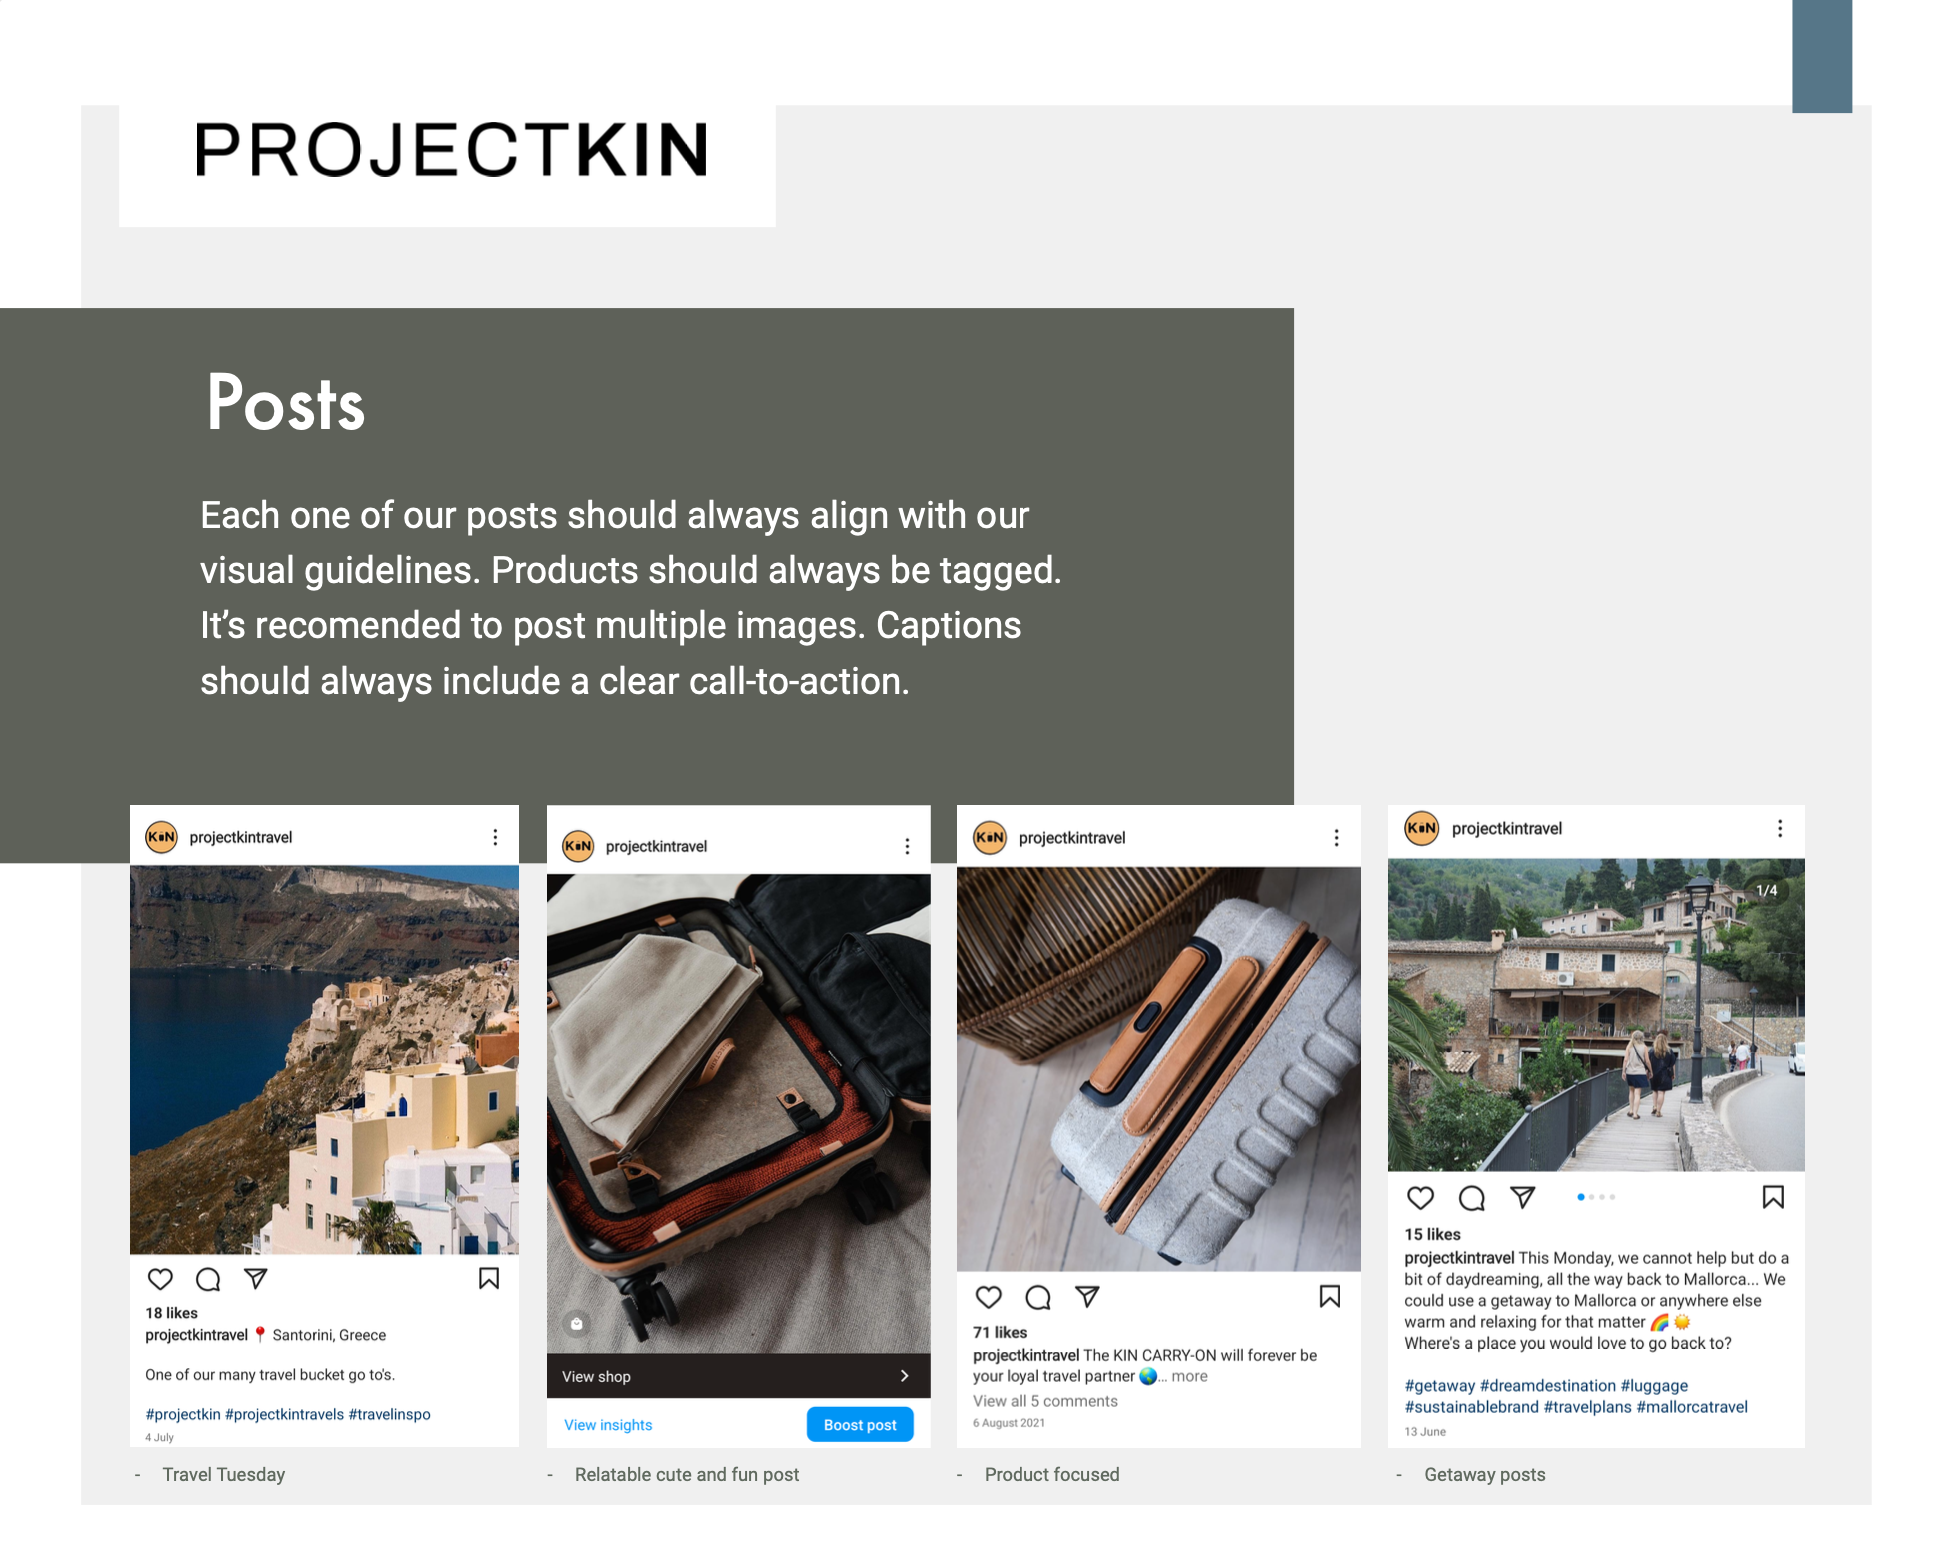 PROJECTKIN
Posts
Each one of our posts should always align with our
visual guidelines. Products should always be tagged.
It's recomended to post multiple images. Captions
should always include a clear call-to-action.
KiN projectkintravel
18 likes
projectkintravel 📍 Santorini, Greece
One of our many travel bucket go to's.
#projectkin #projectkintravels #travelinspo
4 July
- Travel Tuesday
KiN projectkintravel
View shop
View insights Boost post
- Relatable cute and fun post
KiN projectkintravel
71 likes
projectkintravel The KIN CARRY-ON will forever be
your loyal travel partner 🌎... more
View all 5 comments
6 August 2021
- Product focused
KiN projectkintravel
1/4
15 likes
projectkintravel This Monday, we cannot help but do a
bit of daydreaming, all the way back to Mallorca... We
could use a getaway to Mallorca or anywhere else
warm and relaxing for that matter 🌈 ☀️
Where's a place you would love to go back to?
#getaway #dreamdestination #luggage
#sustainablebrand #travelplans #mallorcatravel
13 June
- Getaway posts